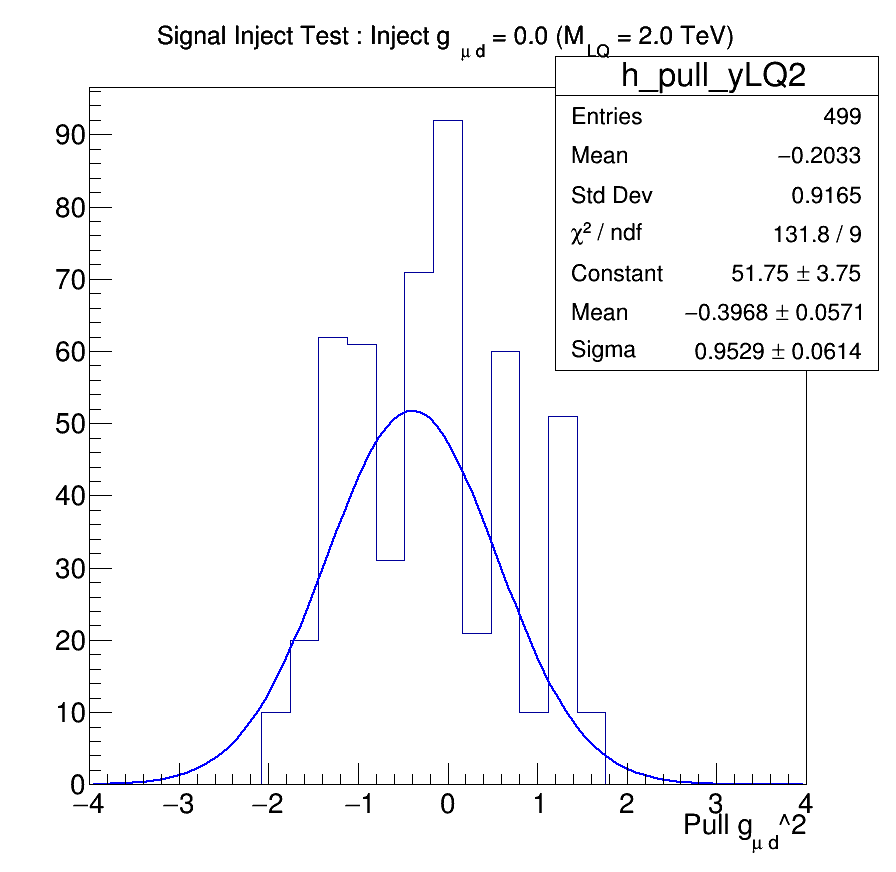 Signal Inject Test : Inject g μ d = 0.0 (M LQ = 2.0 TeV)
h_pull_yLQ2
Entries 499
Mean −0.2033
Std Dev 0.9165
χ² / ndf 131.8 / 9
Constant 51.75 ± 3.75
Mean −0.3968 ± 0.0571
Sigma 0.9529 ± 0.0614
90
80
70
60
50
40
30
20
10
0
−4 −3 −2 −1 0 1 2 3 4
Pull g μ d ^2